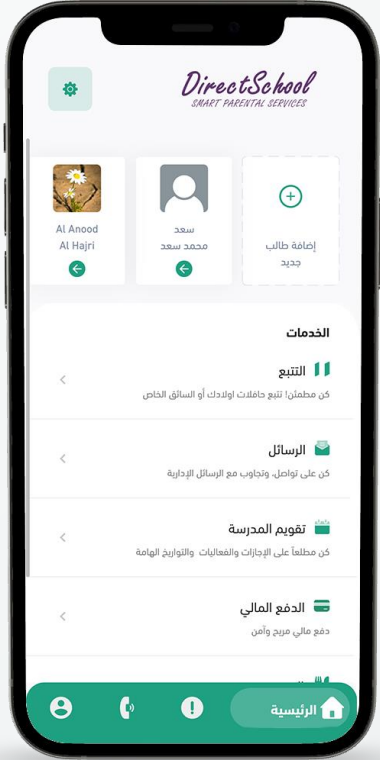 DirectSchool
SMART PARENTAL SERVICES
إضافة طالب
جديد
سعد
محمد سعد
Al Anood
Al Hajri
الخدمات
التتبع
كن مطمئن! تتبع حافلات اولادك أو السائق الخاص
الرسائل
كن على تواصل، وتجاوب مع الرسائل الإدارية
تقويم المدرسة
كن مطلعاً على الإجازات والفعاليات والتواريخ الهامة
الدفع المالي
دفع مالي مريح وآمن
الرئيسية